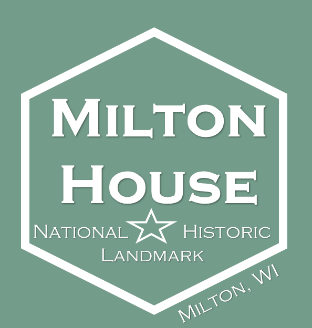 MILTON
HOUSE
NATIONAL HISTORIC
LANDMARK
MILTON, WI